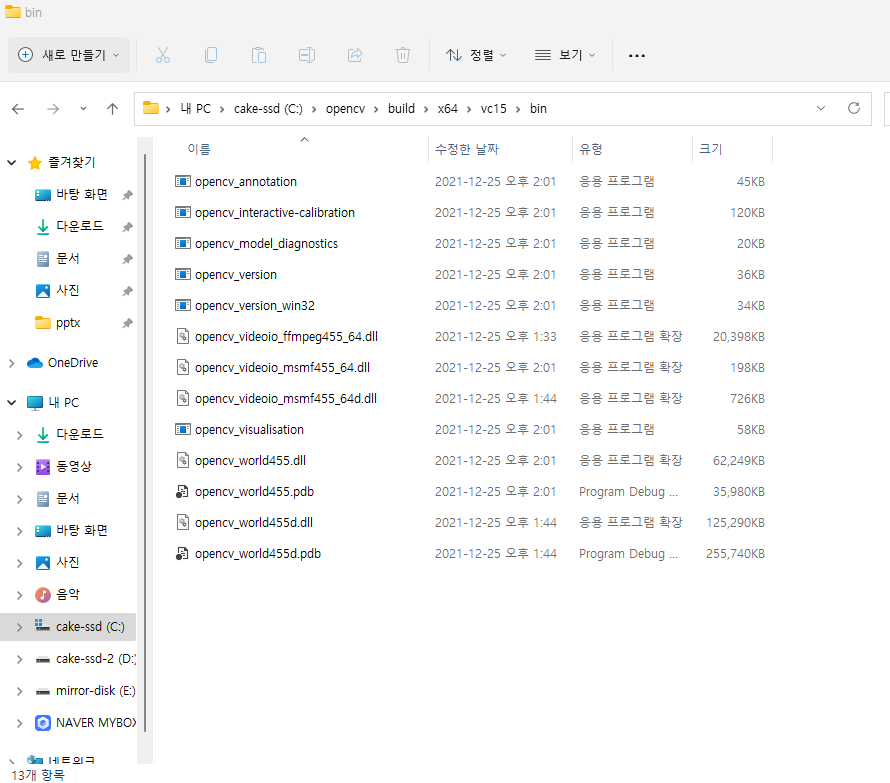 bin
새로 만들기 정렬 보기 ...
내 PC > cake-ssd (C:) > opencv > build > x64 > vc15 > bin
즐겨찾기
바탕 화면
다운로드
문서
사진
pptx
OneDrive
내 PC
다운로드
동영상
문서
바탕 화면
사진
음악
cake-ssd (C:)
cake-ssd-2 (D:)
mirror-disk (E:)
NAVER MYBOX
네트워크
이름 수정한 날짜 유형 크기
opencv_annotation 2021-12-25 오후 2:01 응용 프로그램 45KB
opencv_interactive-calibration 2021-12-25 오후 2:01 응용 프로그램 120KB
opencv_model_diagnostics 2021-12-25 오후 2:01 응용 프로그램 20KB
opencv_version 2021-12-25 오후 2:01 응용 프로그램 36KB
opencv_version_win32 2021-12-25 오후 2:01 응용 프로그램 34KB
opencv_videoio_ffmpeg455_64.dll 2021-12-25 오후 1:33 응용 프로그램 확장 20,398KB
opencv_videoio_msmf455_64.dll 2021-12-25 오후 2:01 응용 프로그램 확장 198KB
opencv_videoio_msmf455_64d.dll 2021-12-25 오후 1:44 응용 프로그램 확장 726KB
opencv_visualisation 2021-12-25 오후 2:01 응용 프로그램 58KB
opencv_world455.dll 2021-12-25 오후 2:01 응용 프로그램 확장 62,249KB
opencv_world455.pdb 2021-12-25 오후 2:01 Program Debug ... 35,980KB
opencv_world455d.dll 2021-12-25 오후 1:44 응용 프로그램 확장 125,290KB
opencv_world455d.pdb 2021-12-25 오후 1:44 Program Debug ... 255,740KB
13개 항목